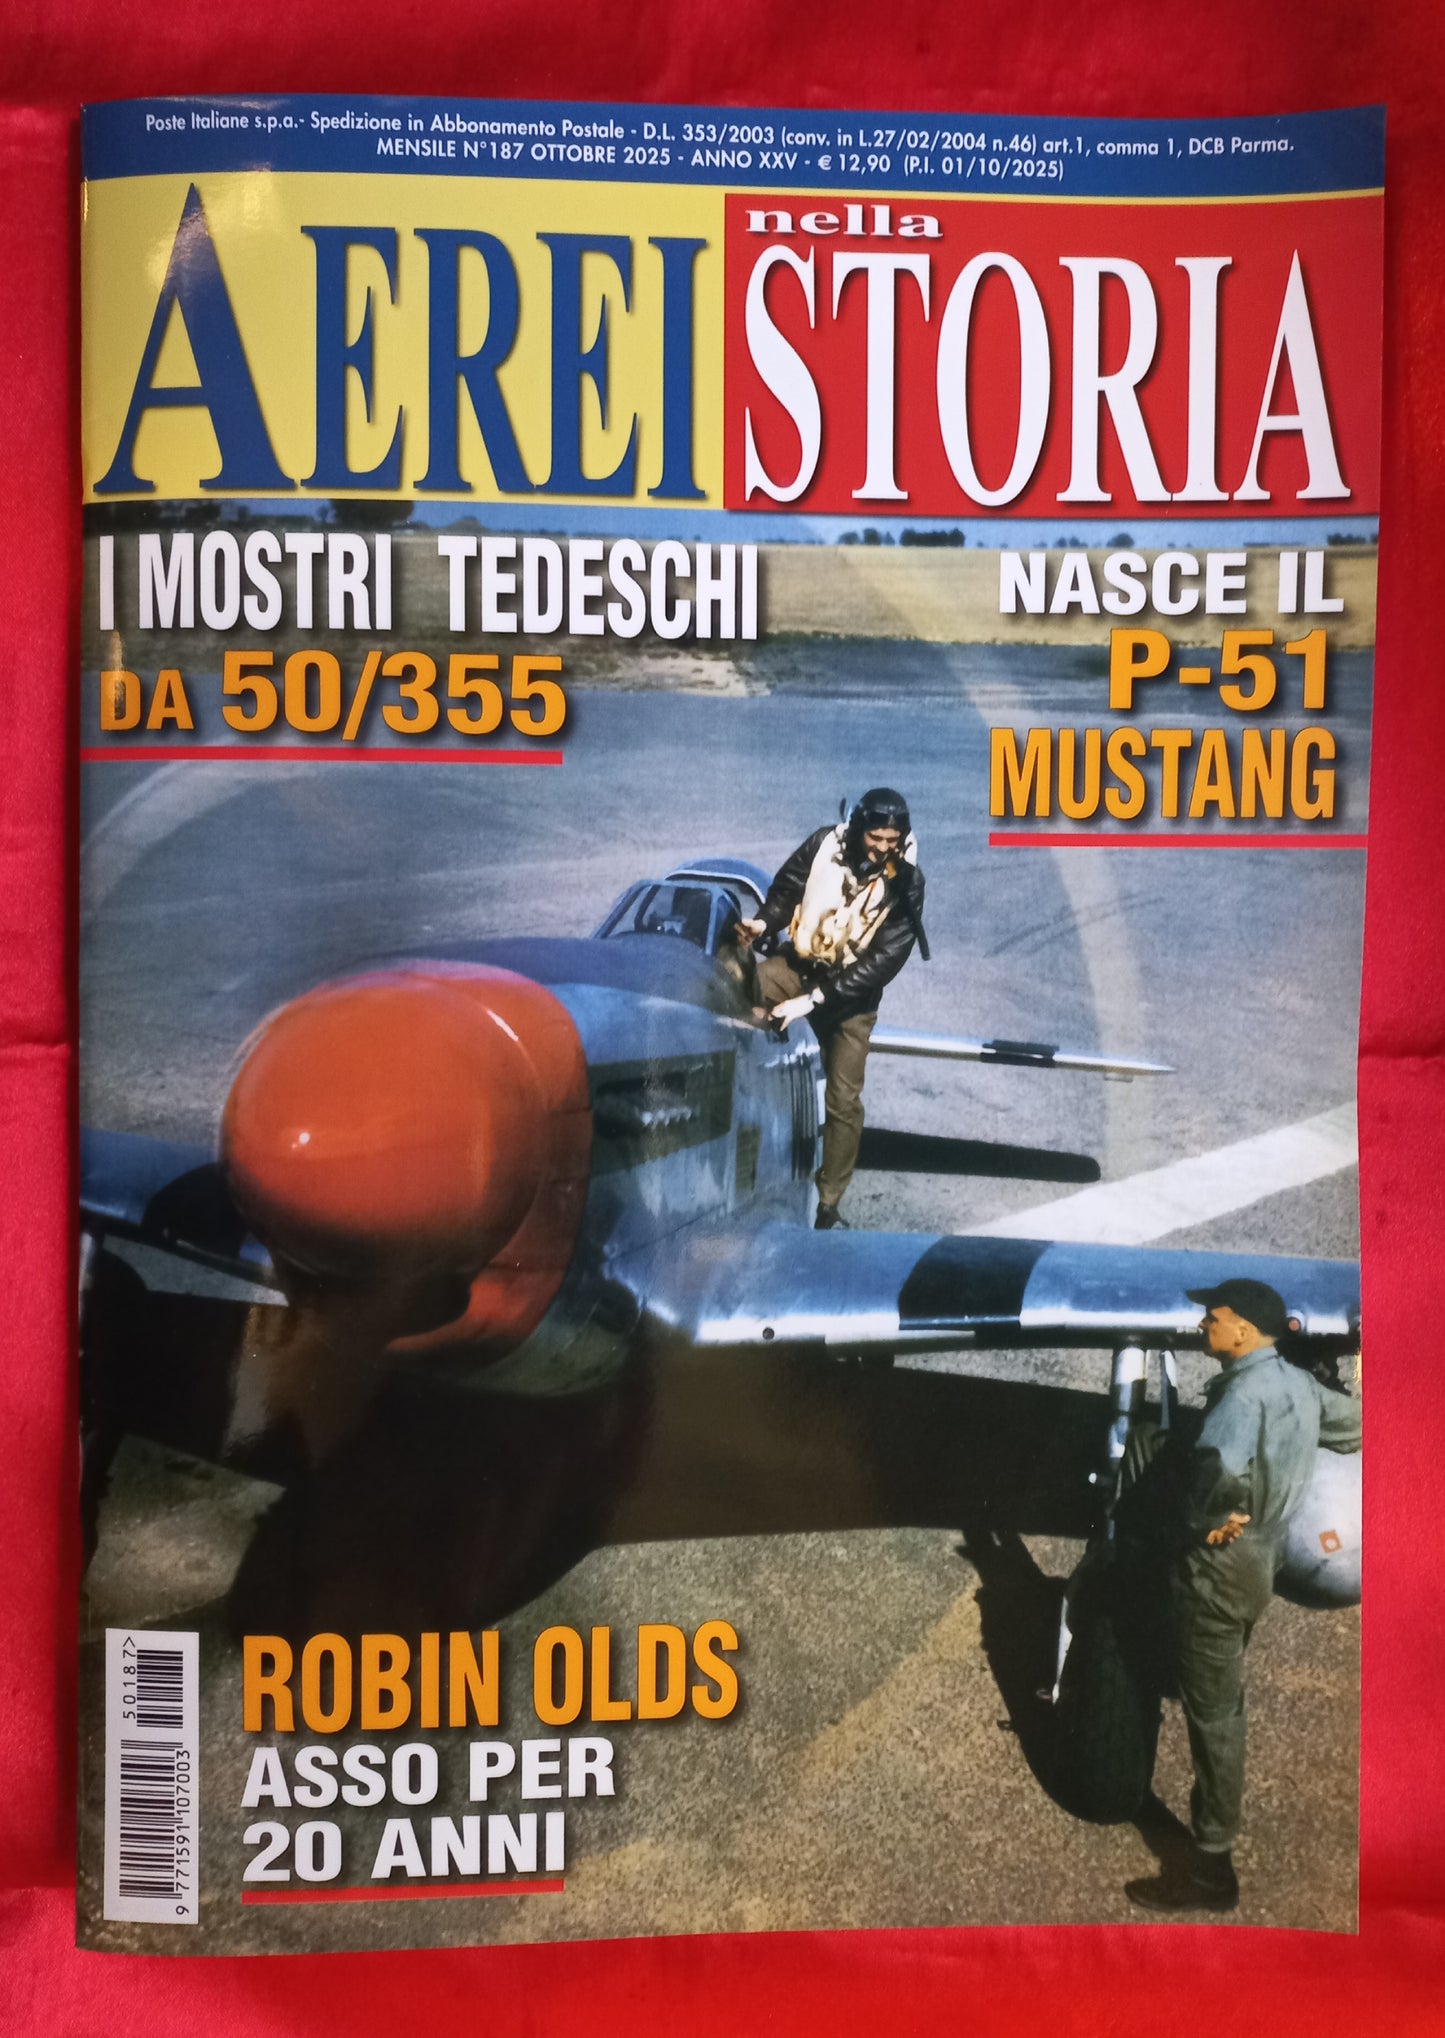 Poste Italiane s.p.a.- Spedizione in Abbonamento Postale - D.L. 353/2003 (conv. in L.27/02/2004 n.46) art.1, comma 1, DCB Parma.
MENSILE N°187 OTTOBRE 2025 - ANNO XXV - € 12,90 (P.I. 01/10/2025)
AEREI nella
STORIA
I MOSTRI TEDESCHI
DA 50/355
NASCE IL
P-51
MUSTANG
ROBIN OLDS
ASSO PER
20 ANNI
50187>
9 771591 107003